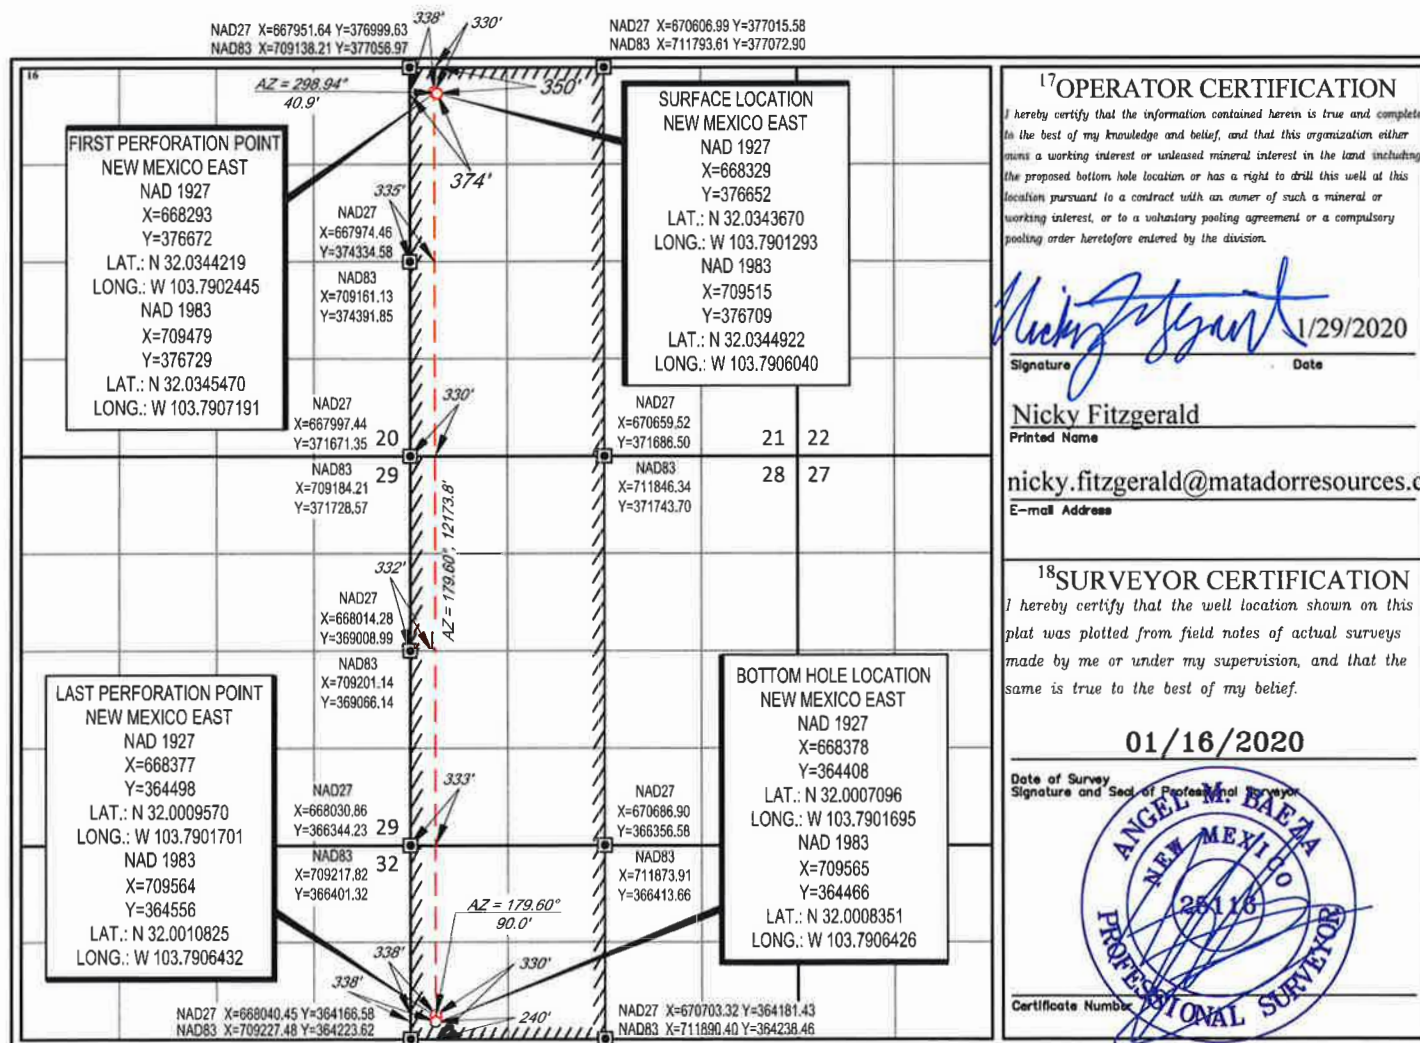 NAD27 X=667951.64 Y=376999.63
NAD83 X=709138.21 Y=377056.97
338'
330'
NAD27 X=670606.99 Y=377015.58
NAD83 X=711793.61 Y=377072.90
16
AZ = 298.94°
40.9'
350'
374'
FIRST PERFORATION POINT
NEW MEXICO EAST
NAD 1927
X=668293
Y=376672
LAT.: N 32.0344219
LONG.: W 103.7902445
NAD 1983
X=709479
Y=376729
LAT.: N 32.0345470
LONG.: W 103.7907191
SURFACE LOCATION
NEW MEXICO EAST
NAD 1927
X=668329
Y=376652
LAT.: N 32.0343670
LONG.: W 103.7901293
NAD 1983
X=709515
Y=376709
LAT.: N 32.0344922
LONG.: W 103.7906040
335'
NAD27
X=667974.46
Y=374334.58
NAD83
X=709161.13
Y=374391.85
330'
NAD27
X=667997.44
Y=371671.35
20
NAD83
X=709184.21
Y=371728.57
29
NAD27
X=670659.52
Y=371686.50
NAD83
X=711846.34
Y=371743.70
21
22
28
27
AZ = 179.60°, 12173.8'
332'
NAD27
X=668014.28
Y=369008.99
NAD83
X=709201.14
Y=369066.14
LAST PERFORATION POINT
NEW MEXICO EAST
NAD 1927
X=668377
Y=364498
LAT.: N 32.0009570
LONG.: W 103.7901701
NAD 1983
X=709564
Y=364556
LAT.: N 32.0010825
LONG.: W 103.7906432
BOTTOM HOLE LOCATION
NEW MEXICO EAST
NAD 1927
X=668378
Y=364408
LAT.: N 32.0007096
LONG.: W 103.7901695
NAD 1983
X=709565
Y=364466
LAT.: N 32.0008351
LONG.: W 103.7906426
333'
NAD27
X=668030.86
Y=366344.23
29
NAD83
X=709217.82
Y=366401.32
32
NAD27
X=670686.90
Y=366356.58
NAD83
X=711873.91
Y=366413.66
AZ = 179.60°
90.0'
338'
338'
330'
240'
NAD27 X=668040.45 Y=364166.58
NAD83 X=709227.48 Y=364223.62
NAD27 X=670703.32 Y=364181.43
NAD83 X=711890.40 Y=364238.46
17OPERATOR CERTIFICATION
I hereby certify that the information contained herein is true and complete
to the best of my knowledge and belief, and that this organization either
owns a working interest or unleased mineral interest in the land including
the proposed bottom hole location or has a right to drill this well at this
location pursuant to a contract with an owner of such a mineral or
working interest, or to a voluntary pooling agreement or a compulsory
pooling order heretofore entered by the division.
1/29/2020
Signature Date
Nicky Fitzgerald
Printed Name
nicky.fitzgerald@matadorresources.c
E-mail Address
18SURVEYOR CERTIFICATION
I hereby certify that the well location shown on this
plat was plotted from field notes of actual surveys
made by me or under my supervision, and that the
same is true to the best of my belief.
01/16/2020
Date of Survey
Signature and Seal of Professional Surveyor
ANGEL M. BAEZA
NEW MEXICO
25116
PROFESSIONAL SURVEYOR
Certificate Number